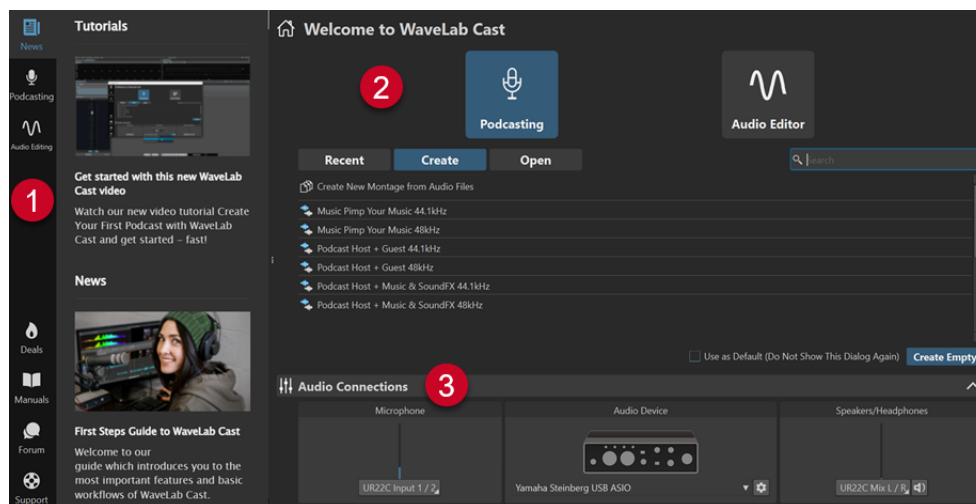 News
Podcasting
Audio Editing
1
Deals
Manuals
Forum
Support
Tutorials
Get started with this new WaveLab
Cast video
Watch our new video tutorial Create
Your First Podcast with WaveLab
Cast and get started – fast!
News
First Steps Guide to WaveLab Cast
Welcome to our
guide which introduces you to the
most important features and basic
workflows of WaveLab Cast.
Welcome to WaveLab Cast
2
Podcasting
Audio Editor
Recent
Create
Open
Search
Create New Montage from Audio Files
Music Pimp Your Music 44.1kHz
Music Pimp Your Music 48kHz
Podcast Host + Guest 44.1kHz
Podcast Host + Guest 48kHz
Podcast Host + Music & SoundFX 44.1kHz
Podcast Host + Music & SoundFX 48kHz
Use as Default (Do Not Show This Dialog Again)
Create Empty
Audio Connections
3
Microphone
Audio Device
Speakers/Headphones
UR22C Input 1 / 2
Yamaha Steinberg USB ASIO
UR22C Mix L / R